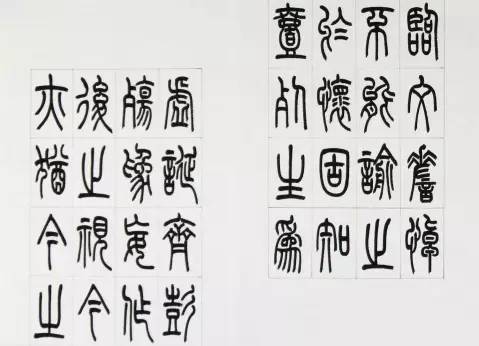 臨文嗟悼
不能喻之
於懷固知
壹死生為
虛誕齊彭
殤為妄作
後之視今
亦猶今之